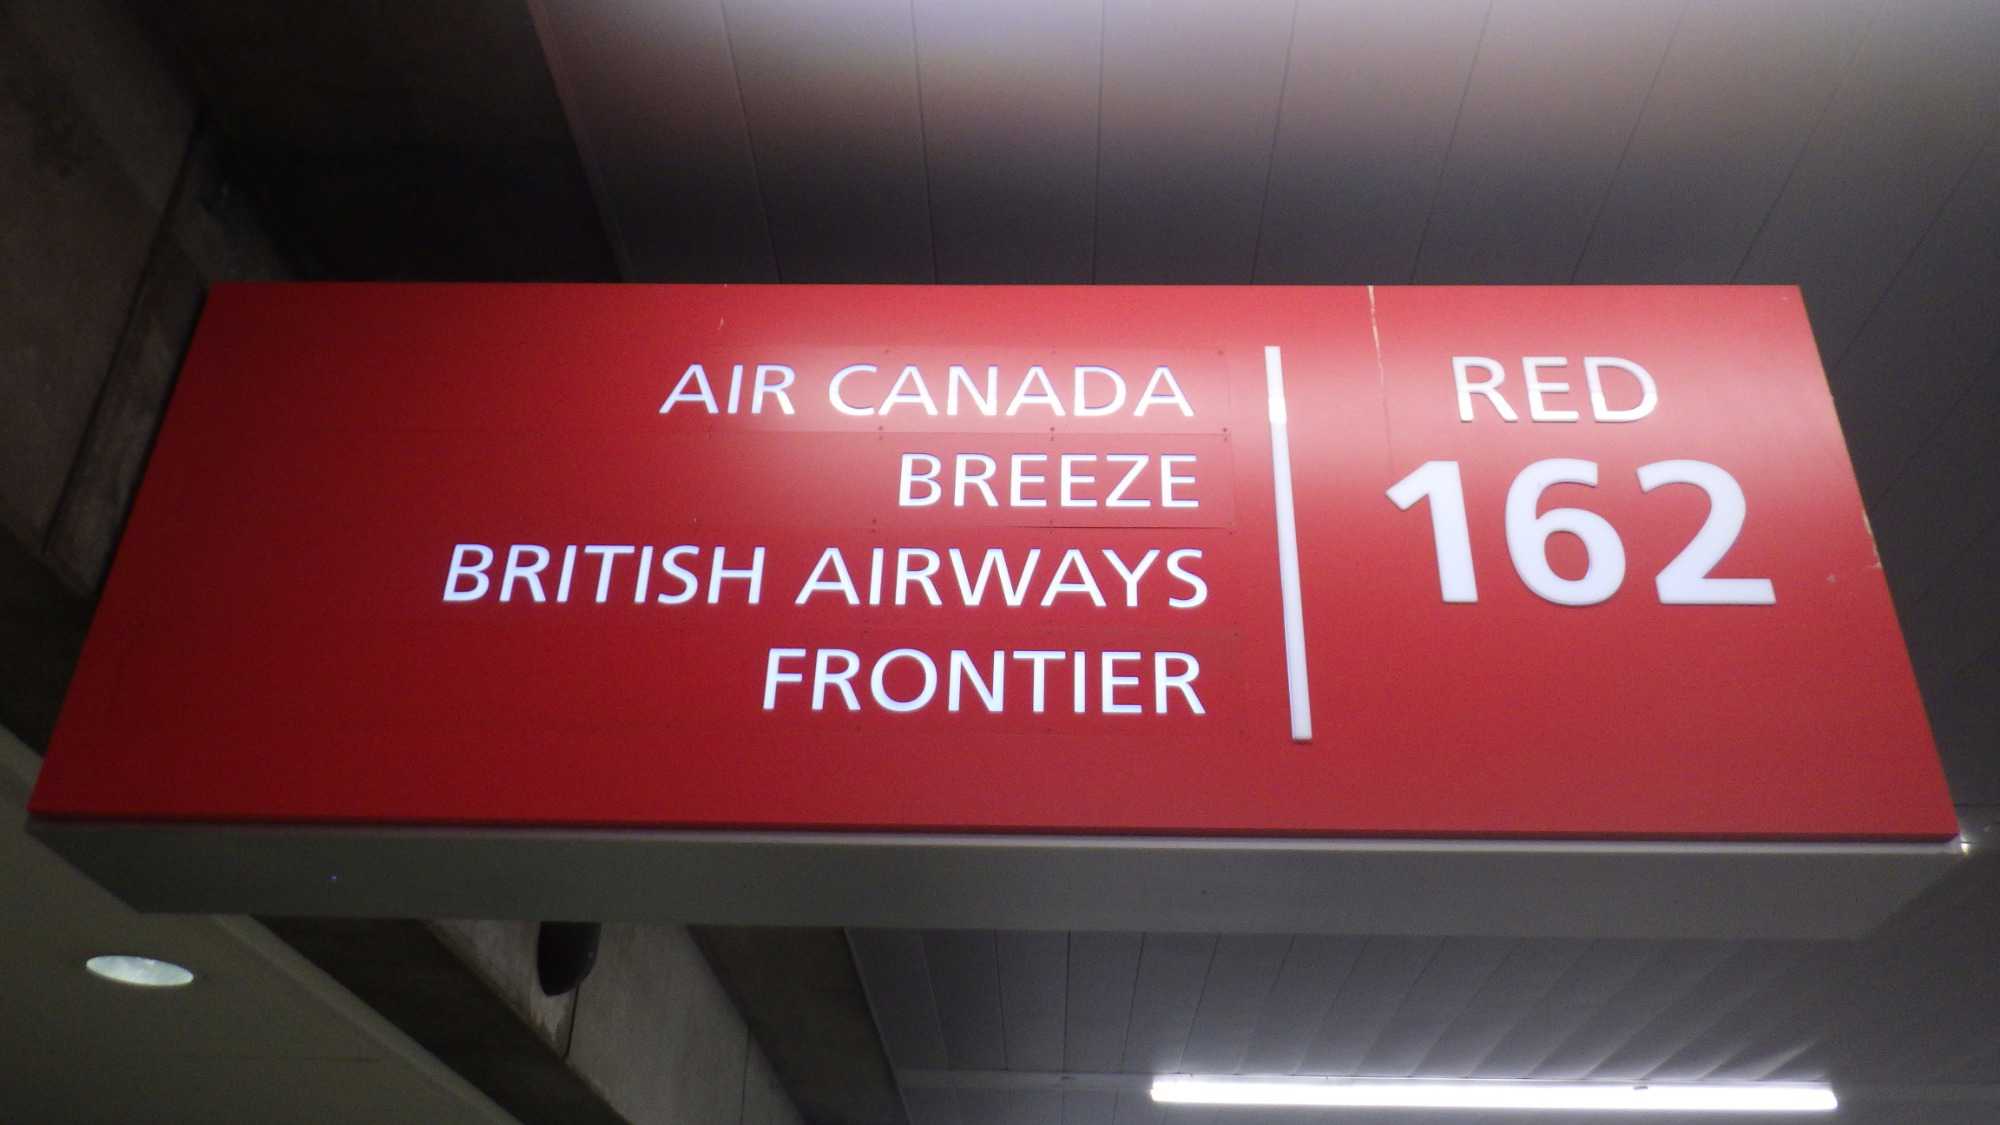 AIR CANADA
BREEZE
BRITISH AIRWAYS
FRONTIER
RED
162